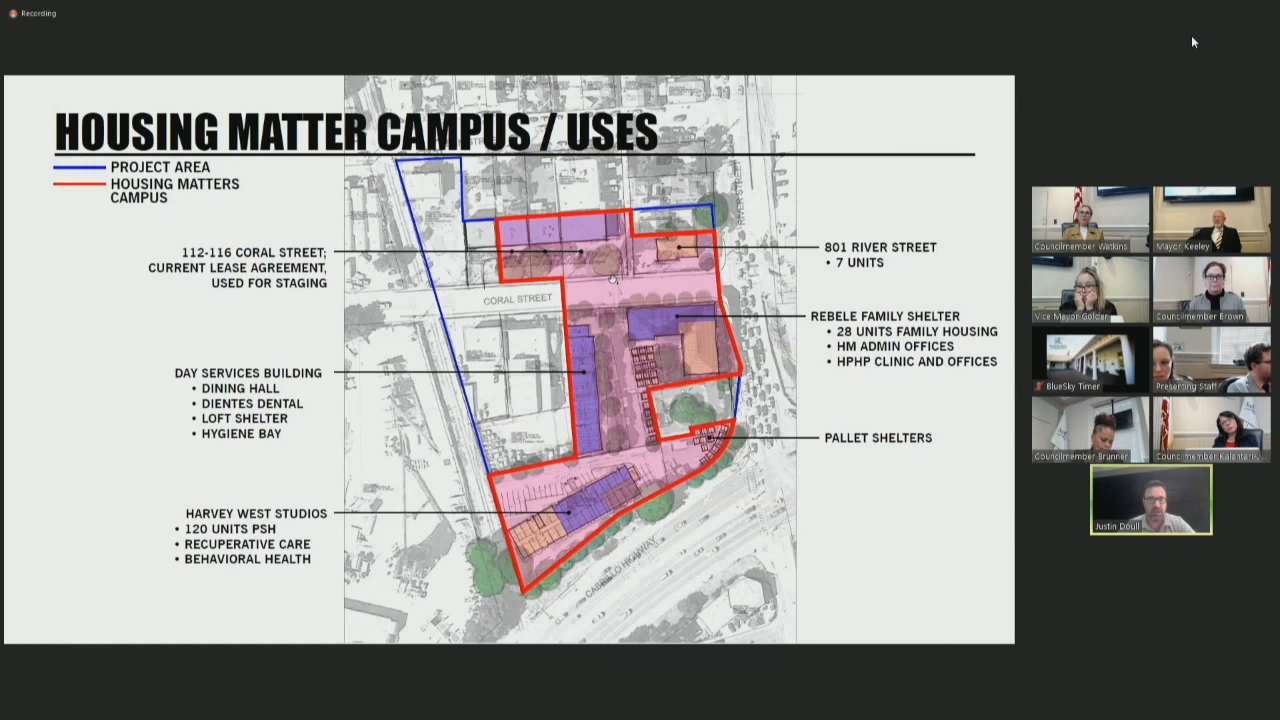 Recording
HOUSING MATTER CAMPUS / USES
PROJECT AREA
HOUSING MATTERS
CAMPUS
112-116 CORAL STREET;
CURRENT LEASE AGREEMENT,
USED FOR STAGING
801 RIVER STREET
• 7 UNITS
CORAL STREET
REBELE FAMILY SHELTER
• 28 UNITS FAMILY HOUSING
• HM ADMIN OFFICES
• HPHP CLINIC AND OFFICES
DAY SERVICES BUILDING
• DINING HALL
• DIENTES DENTAL
• LOFT SHELTER
• HYGIENE BAY
PALLET SHELTERS
HARVEY WEST STUDIOS
• 120 UNITS PSH
• RECUPERATIVE CARE
• BEHAVIORAL HEALTH
CABRILLO HIGHWAY
Councilmember Watkins
Mayor Keeley
Vice Mayor Golder
Councilmember Brown
BlueSky Timer
Presenting Staff
Councilmember Brunner
Councilmember Kalantari-
Justin Doull